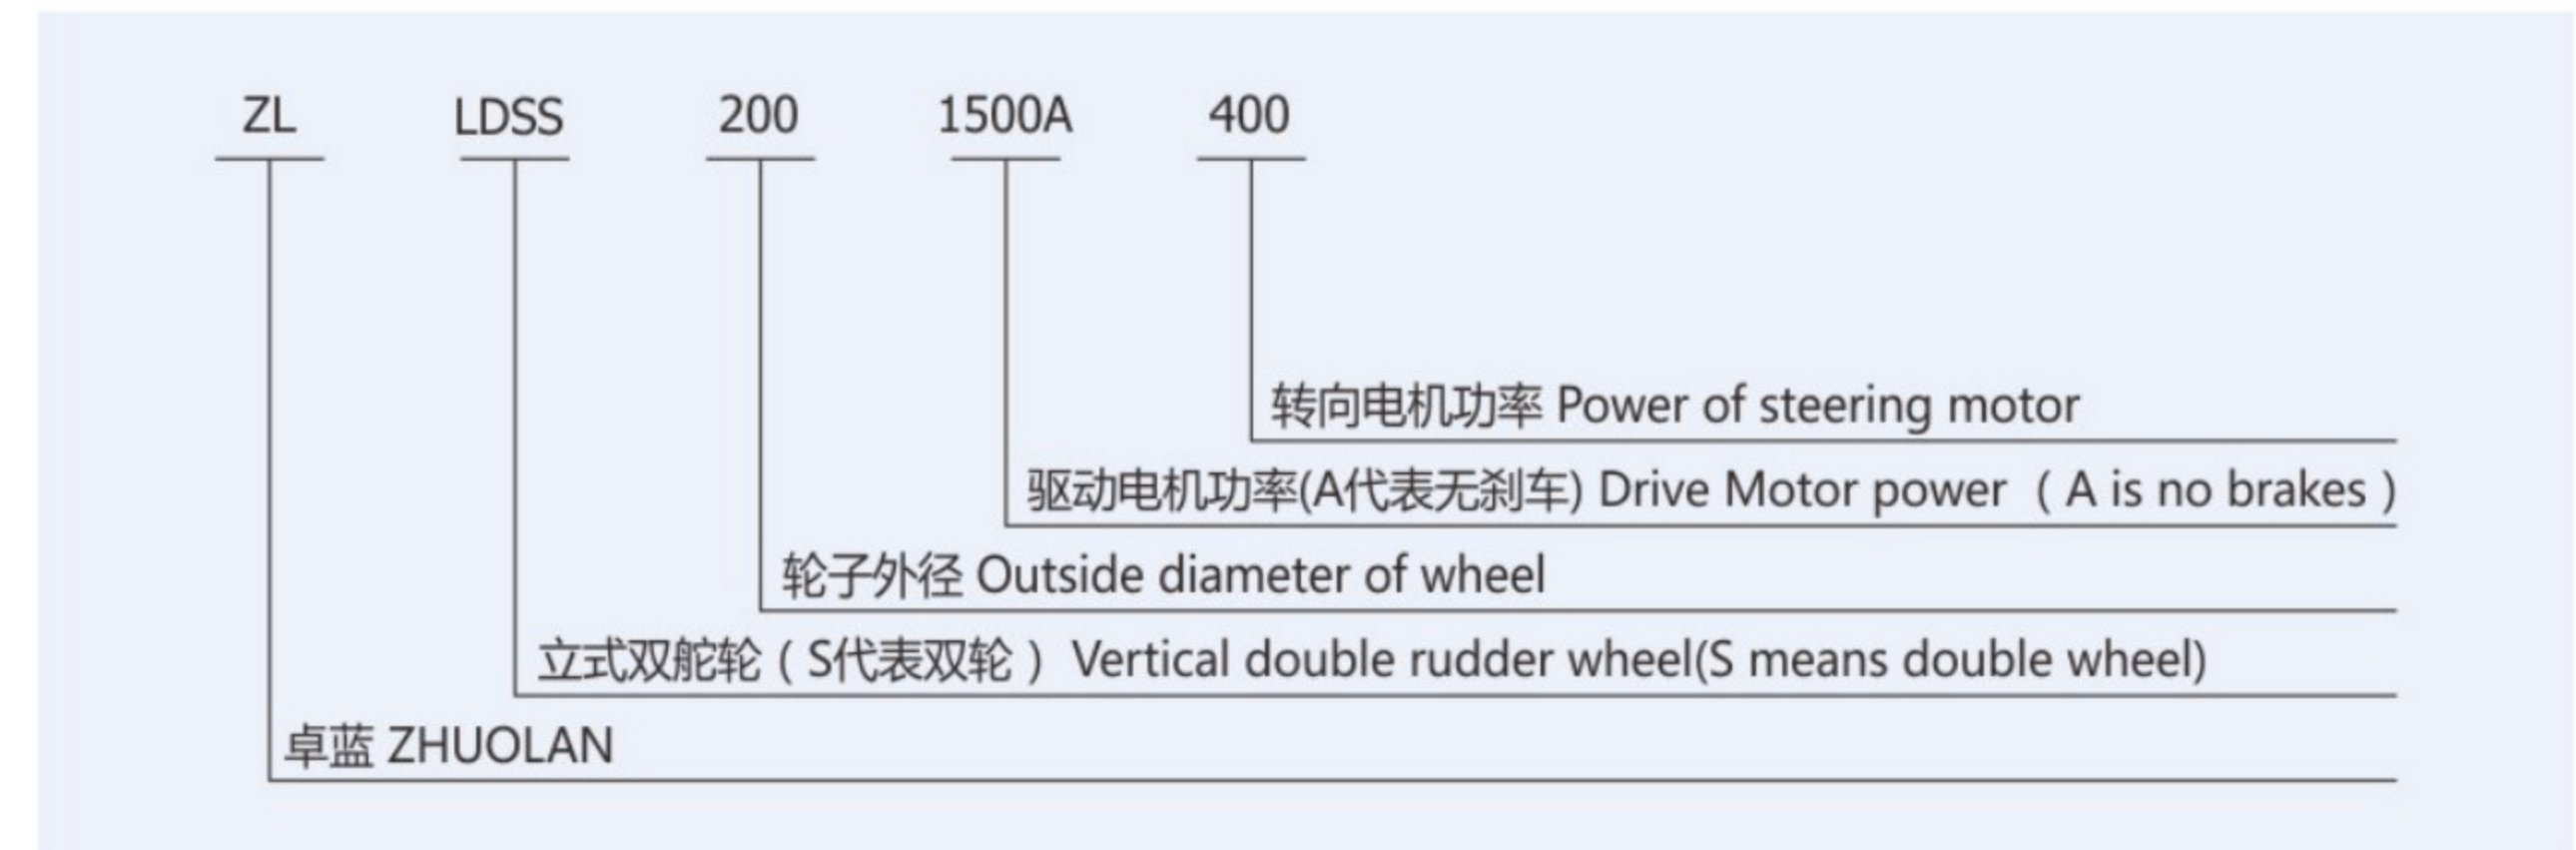 ZL LDSS 200 1500A 400
转向电机功率 Power of steering motor
驱动电机功率(A代表无刹车) Drive Motor power （ A is no brakes ）
轮子外径 Outside diameter of wheel
立式双舵轮（ S代表双轮 ） Vertical double rudder wheel(S means double wheel)
卓蓝 ZHUOLAN